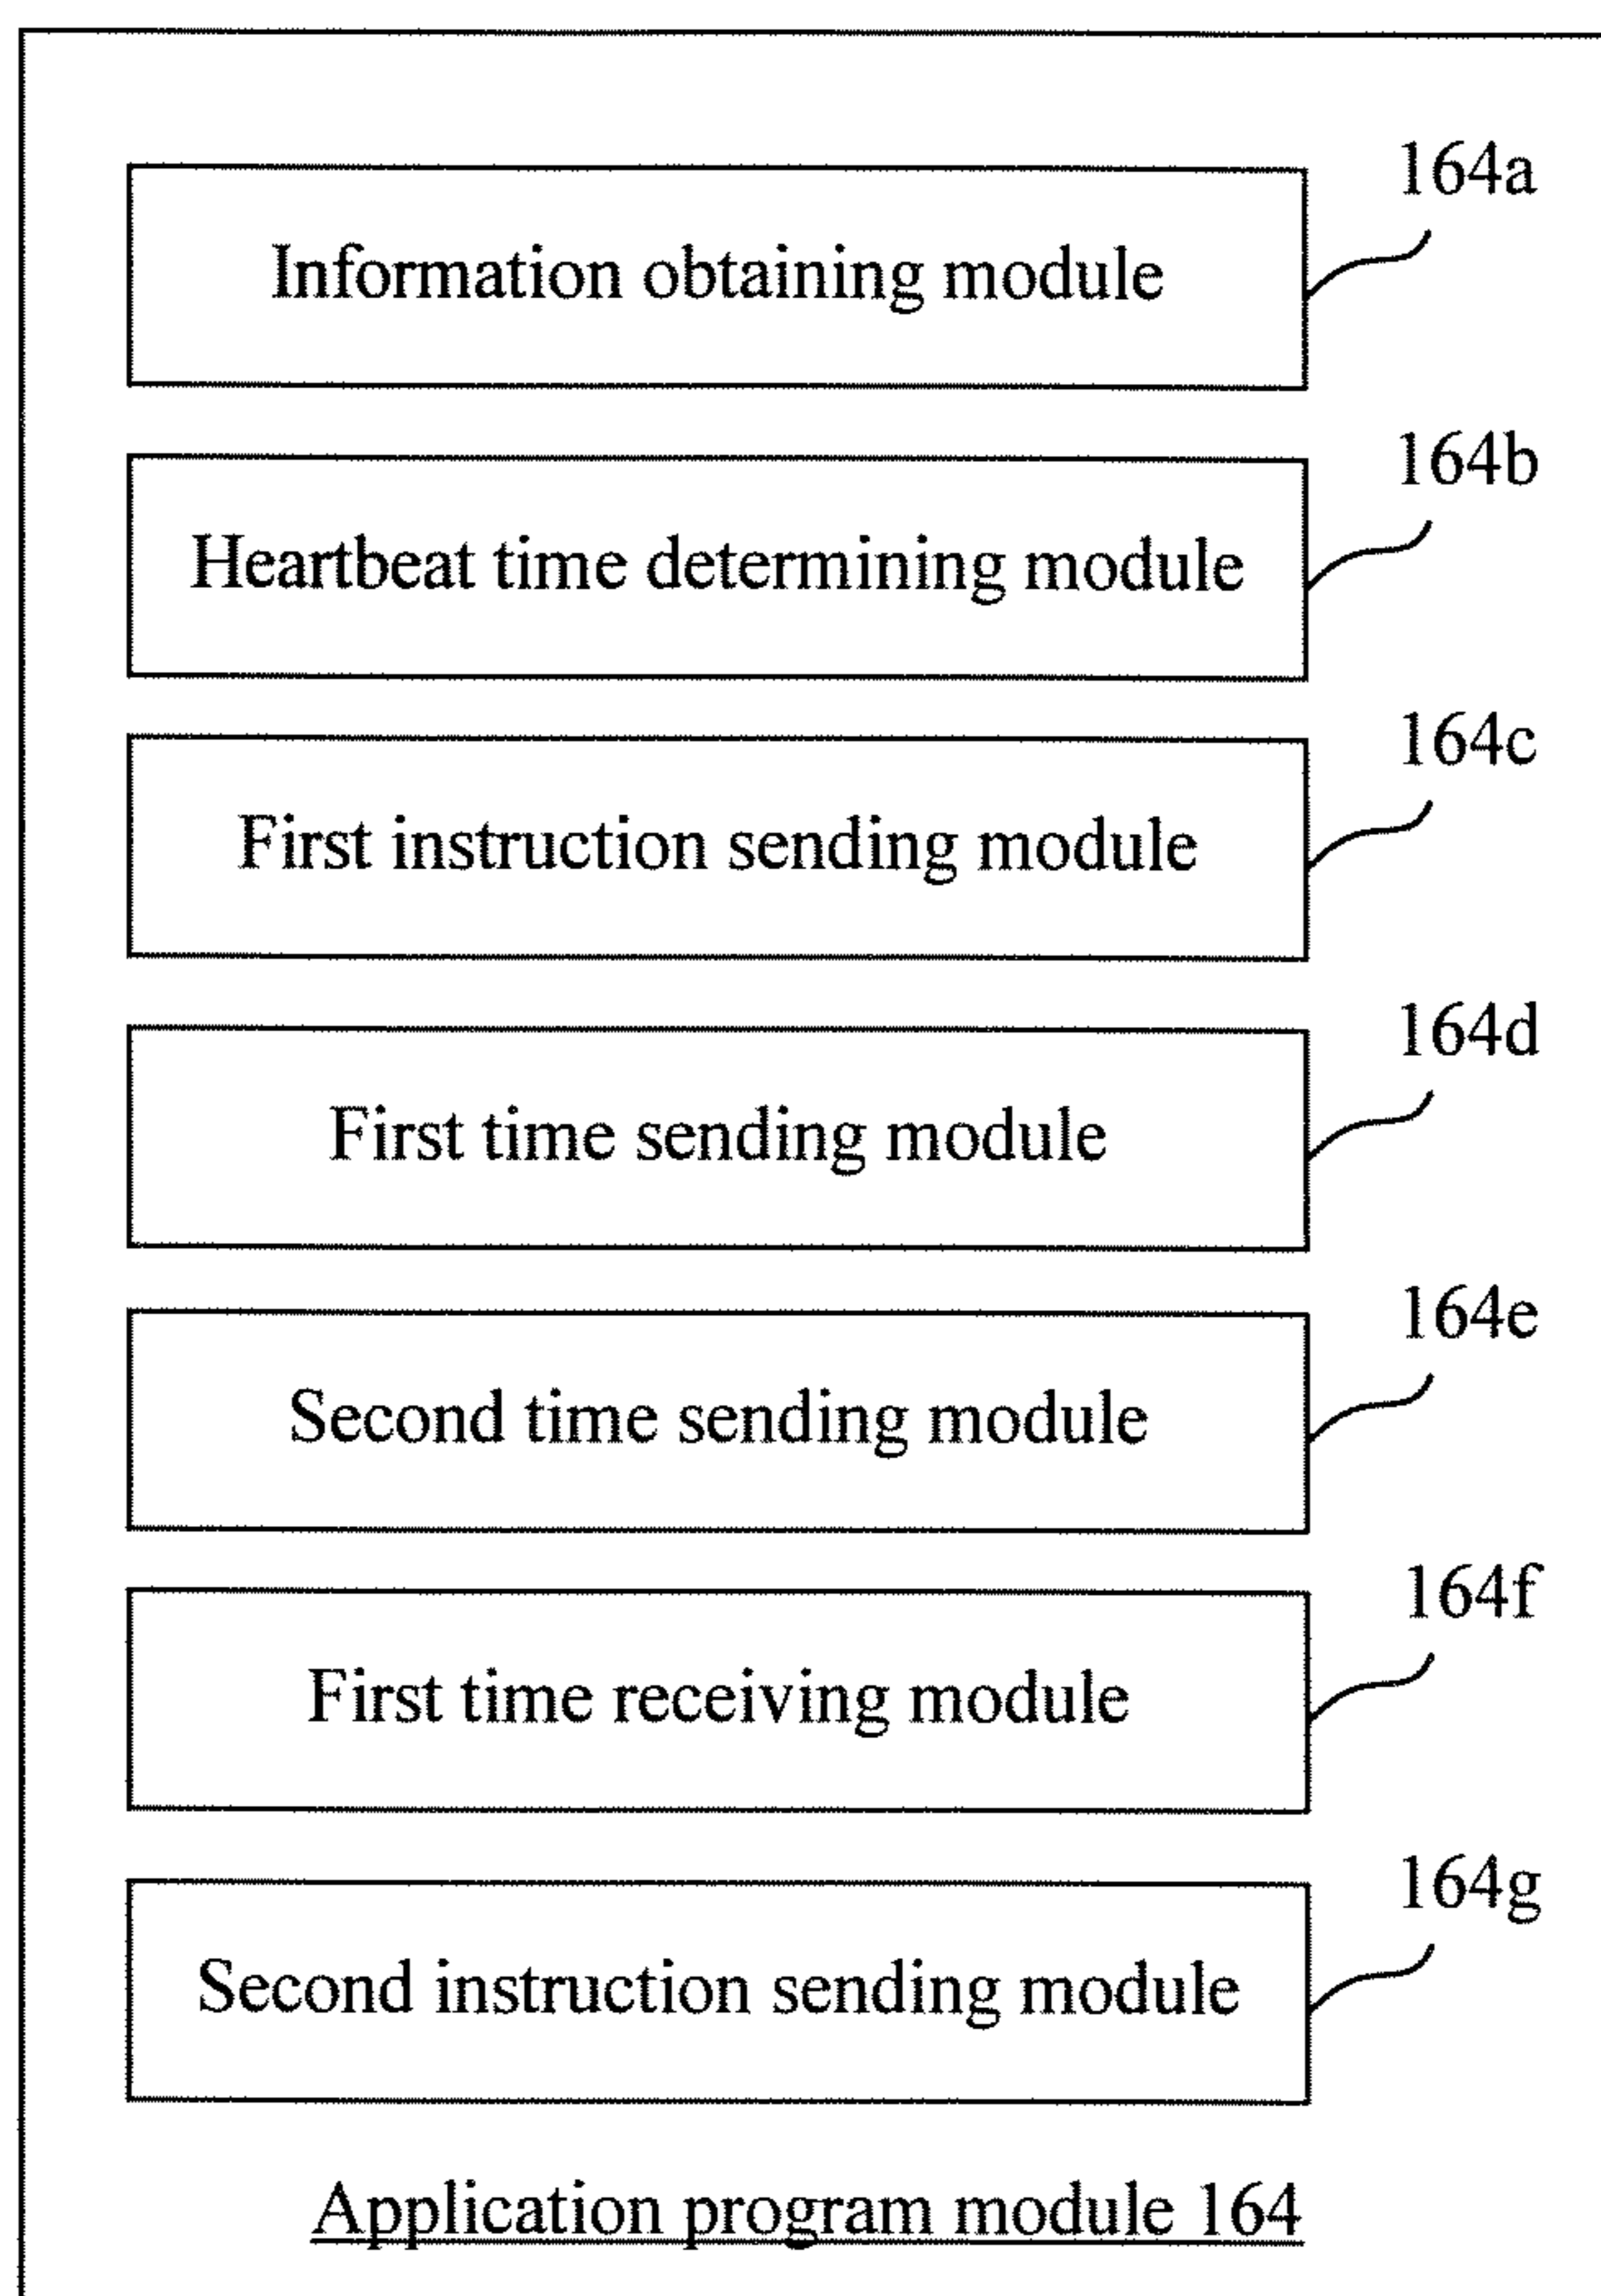 164a
Information obtaining module
164b
Heartbeat time determining module
164c
First instruction sending module
164d
First time sending module
164e
Second time sending module
164f
First time receiving module
164g
Second instruction sending module
Application program module 164